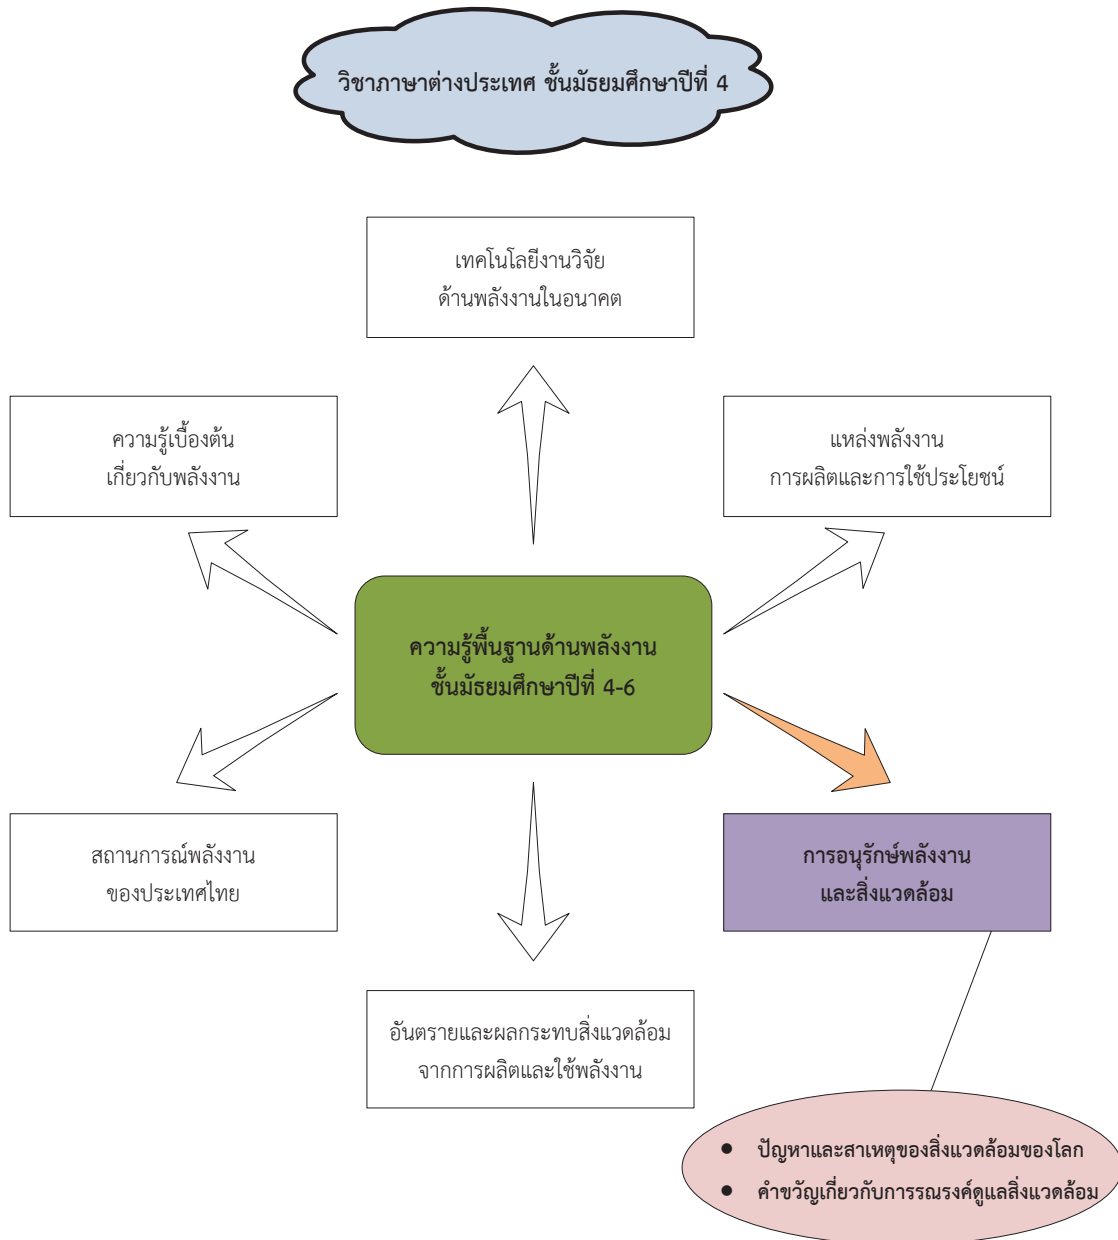 วิชาภาษาต่างประเทศ ชั้นมัธยมศึกษาปีที่ 4
เทคโนโลยีงานวิจัย
ด้านพลังงานในอนาคต
ความรู้เบื้องต้น
เกี่ยวกับพลังงาน
แหล่งพลังงาน
การผลิตและการใช้ประโยชน์
ความรู้พื้นฐานด้านพลังงาน
ชั้นมัธยมศึกษาปีที่ 4-6
สถานการณ์พลังงาน
ของประเทศไทย
การอนุรักษ์พลังงาน
และสิ่งแวดล้อม
อันตรายและผลกระทบสิ่งแวดล้อม
จากการผลิตและใช้พลังงาน
● ปัญหาและสาเหตุของสิ่งแวดล้อมของโลก
● คำขวัญเกี่ยวกับการรณรงค์ดูแลสิ่งแวดล้อม